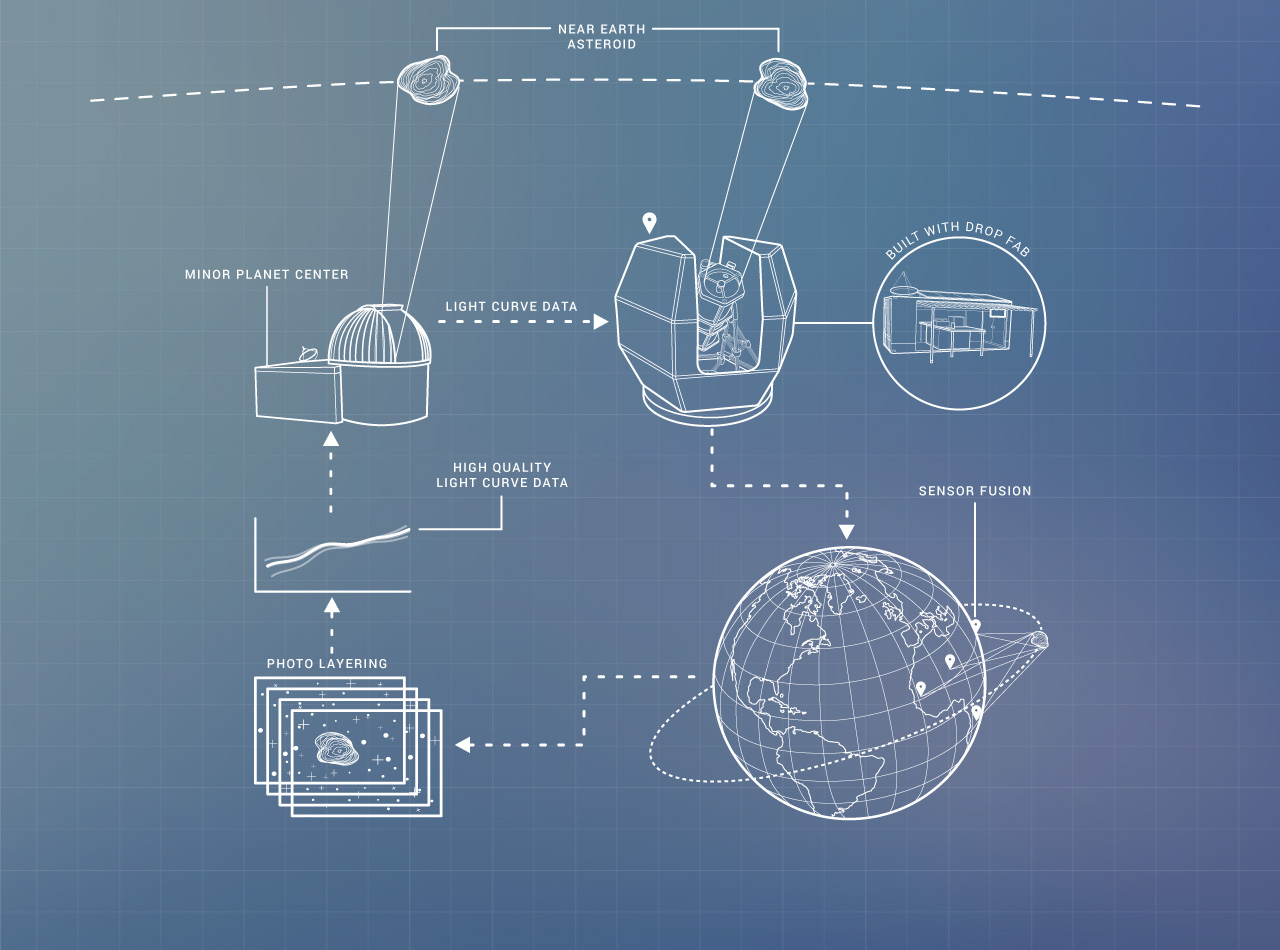 NEAR EARTH
ASTEROID
BUILT WITH DROP FAB
MINOR PLANET CENTER
LIGHT CURVE DATA
HIGH QUALITY
LIGHT CURVE DATA
SENSOR FUSION
PHOTO LAYERING